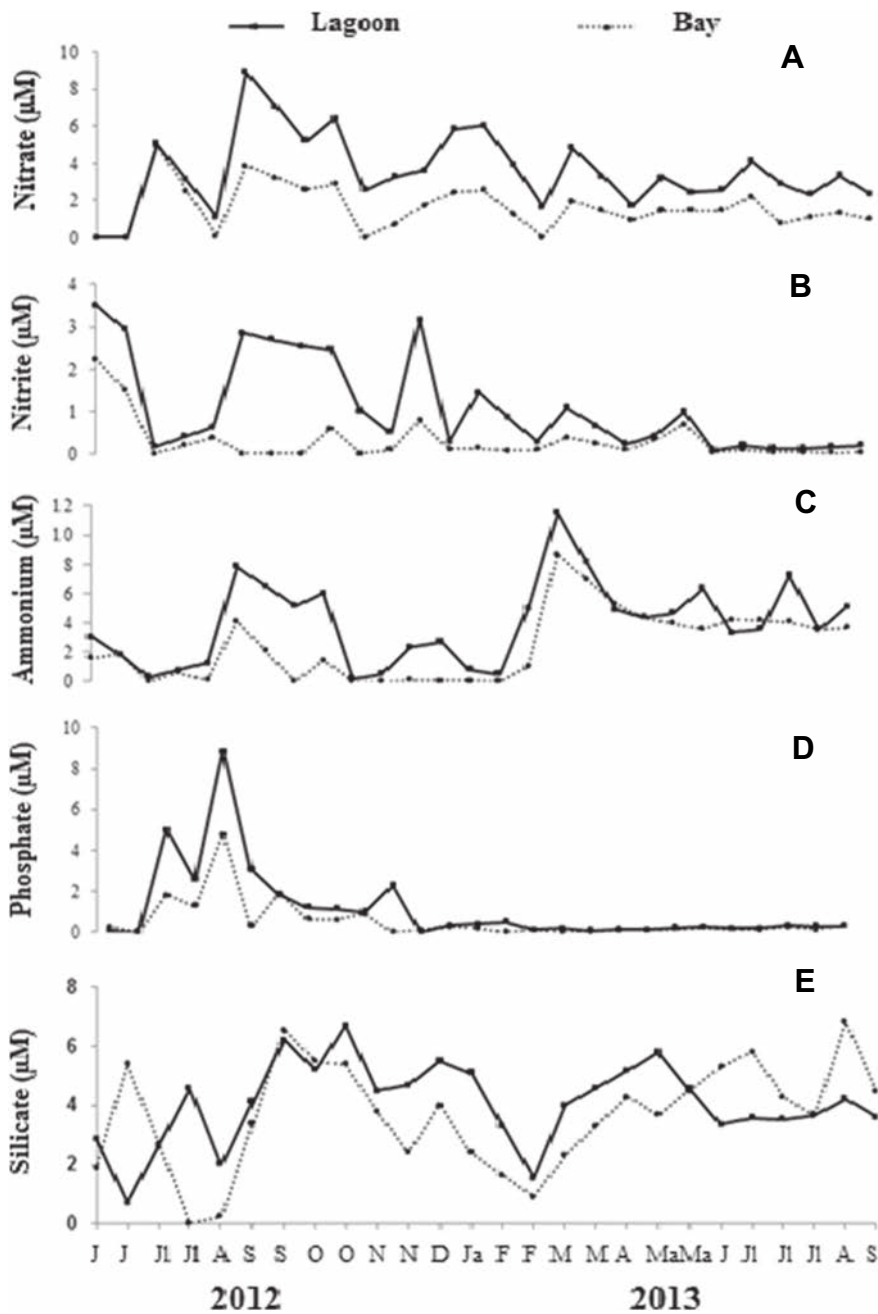 Lagoon Bay
A
Nitrate (µM)
10
8
6
4
2
0
B
Nitrite (µM)
4
3
2
1
0
C
Ammonium (µM)
12
10
8
6
4
2
0
D
Phosphate (µM)
10
8
6
4
2
0
E
Silicate (µM)
8
6
4
2
0
J J Jl Jl A S S O O N N D Ja F F M M A Ma Ma J Jl Jl Jl A S
2012 2013